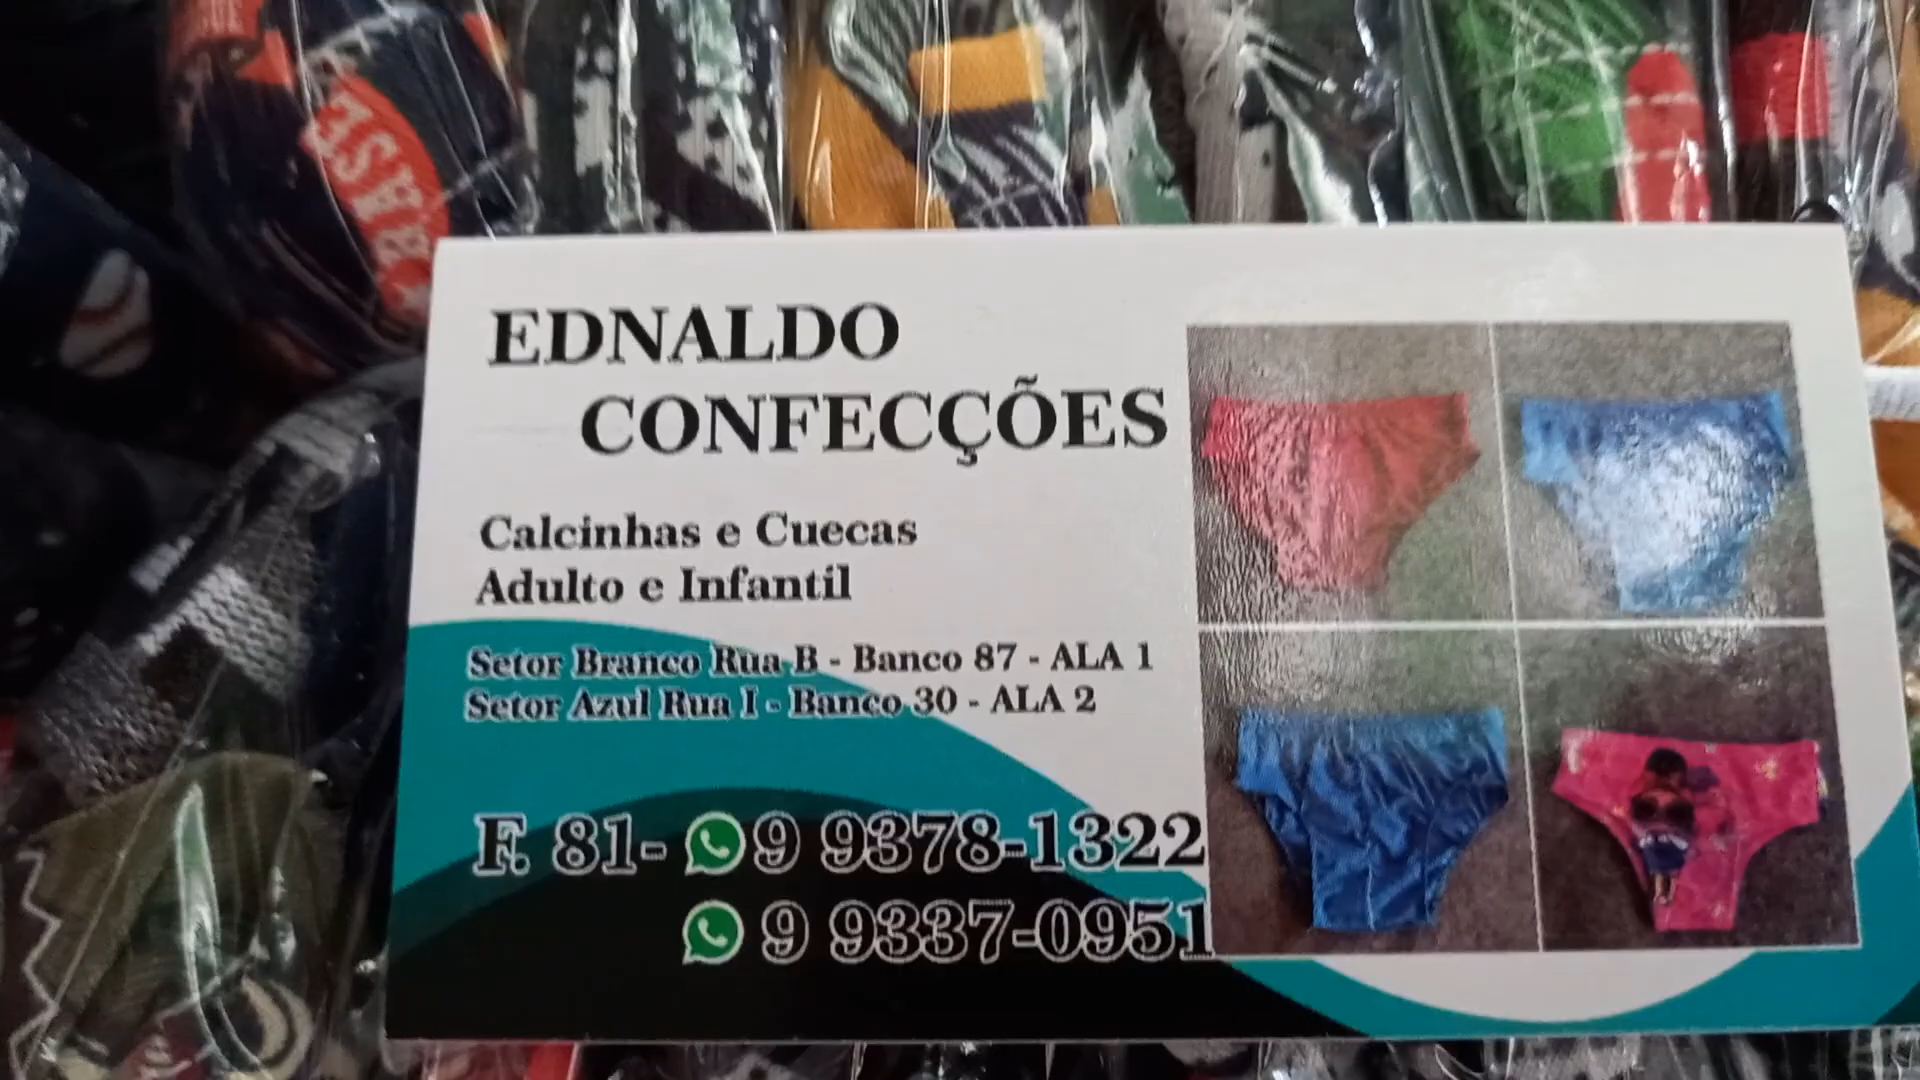 EDNALDO
CONFECÇÕES
Calcinhas e Cuecas
Adulto e Infantil
Setor Branco Rua B - Banco 87 - ALA 1
Setor Azul Rua I - Banco 30 - ALA 2
F. 81- 9 9378-1322
9 9337-0951